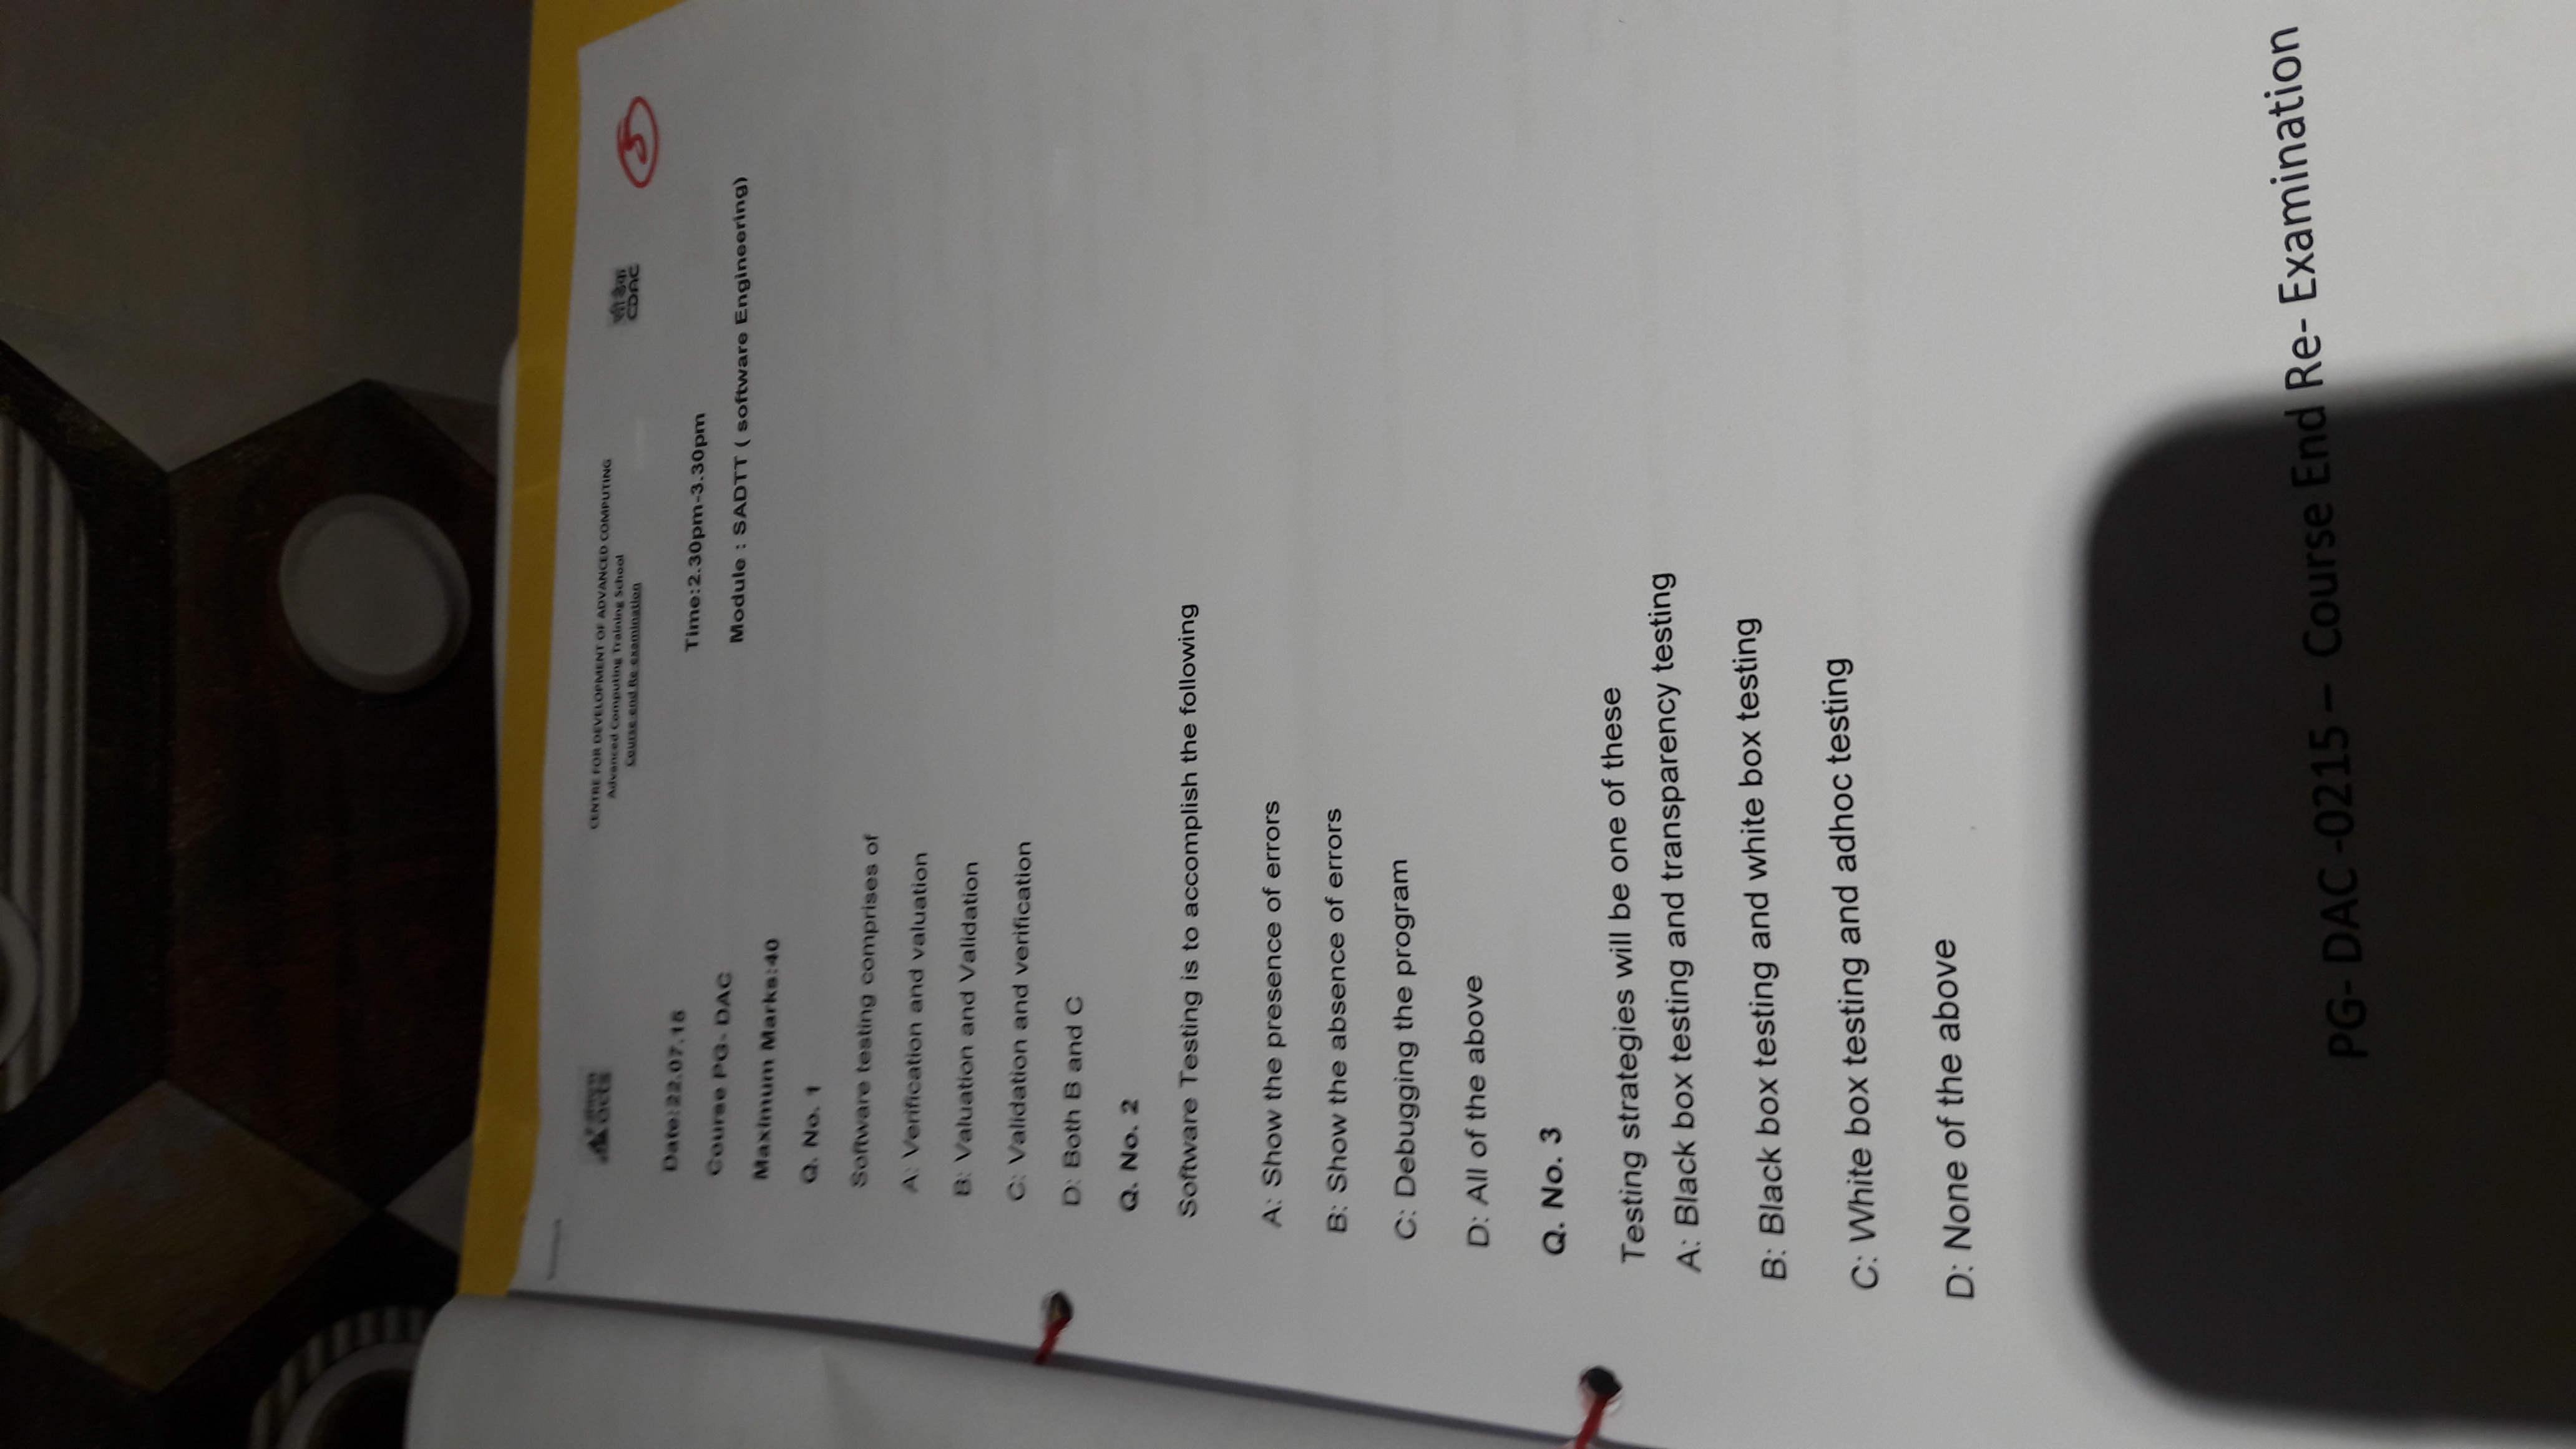 acts
CENTRE FOR DEVELOPMENT OF ADVANCED COMPUTING
Advanced Computing Training School
Course end Re-examination
सी डैक
CDAC
5
Date:22.07.15
Time:2.30pm-3.30pm
Course PG- DAC
Module : SADTT ( software Engineering)
Maximum Marks:40
Q. No. 1
Software testing comprises of
A: Verification and valuation
B: Valuation and Validation
C: Validation and verification
D: Both B and C
Q. No. 2
Software Testing is to accomplish the following
A: Show the presence of errors
B: Show the absence of errors
C: Debugging the program
D: All of the above
Q. No. 3
Testing strategies will be one of these
A: Black box testing and transparency testing
B: Black box testing and white box testing
C: White box testing and adhoc testing
D: None of the above
PG- DAC -0215 – Course End Re- Examination